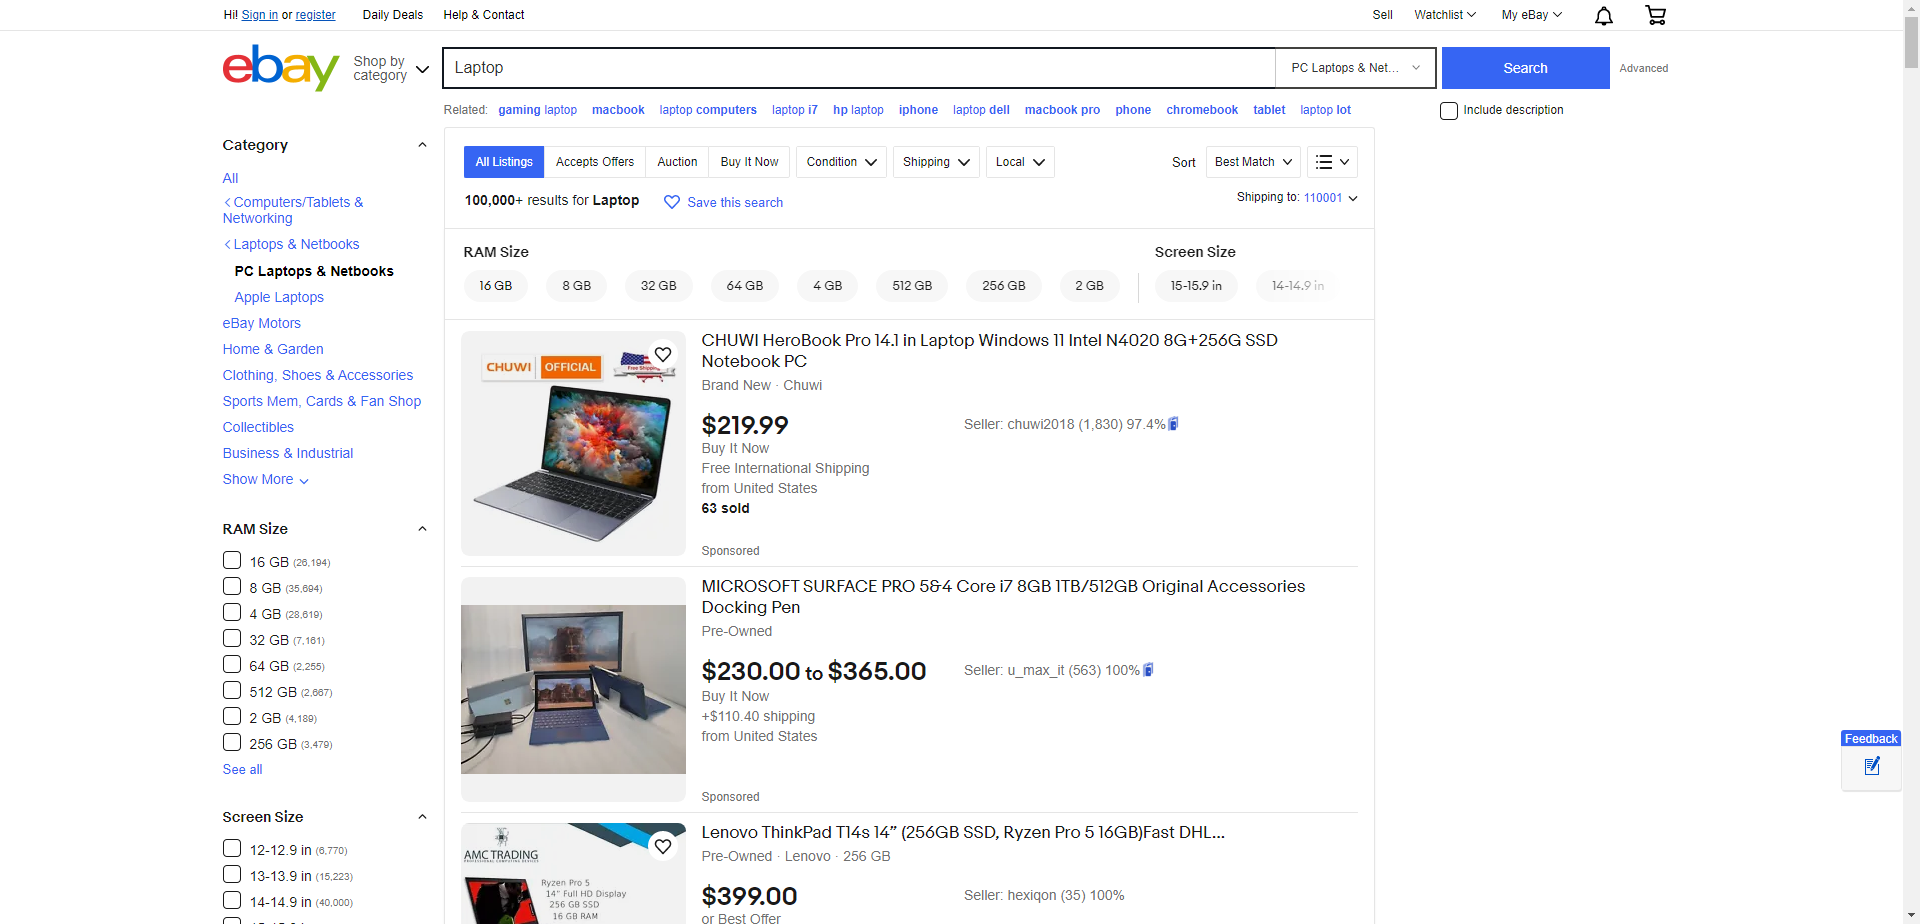 Hi! Sign in or register
Daily Deals
Help & Contact
Sell
Watchlist
My eBay
ebay
Shop by category
Laptop
PC Laptops & Net...
Search
Advanced
Related: gaming laptop macbook laptop computers laptop i7 hp laptop iphone laptop dell macbook pro phone chromebook tablet laptop lot
Include description
Category
All
Computers/Tablets &
Networking
Laptops & Netbooks
PC Laptops & Netbooks
Apple Laptops
eBay Motors
Home & Garden
Clothing, Shoes & Accessories
Sports Mem, Cards & Fan Shop
Collectibles
Business & Industrial
Show More
RAM Size
16 GB (26,194)
8 GB (35,694)
4 GB (28,619)
32 GB (7,161)
64 GB (2,255)
512 GB (2,667)
2 GB (4,189)
256 GB (3,479)
See all
Screen Size
12-12.9 in (6,770)
13-13.9 in (15,223)
14-14.9 in (40,000)
All Listings
Accepts Offers
Auction
Buy It Now
Condition
Shipping
Local
Sort
Best Match
100,000+ results for Laptop
Save this search
Shipping to: 110001
RAM Size
16 GB 8 GB 32 GB 64 GB 4 GB 512 GB 256 GB 2 GB
Screen Size
15-15.9 in 14-14.9 in
CHUWI OFFICIAL
Free Shipping
CHUWI HeroBook Pro 14.1 in Laptop Windows 11 Intel N4020 8G+256G SSD
Notebook PC
Brand New · Chuwi
$219.99
Buy It Now
Free International Shipping
from United States
63 sold
Seller: chuwi2018 (1,830) 97.4%
Sponsored
MICROSOFT SURFACE PRO 5&4 Core i7 8GB 1TB/512GB Original Accessories
Docking Pen
Pre-Owned
$230.00 to $365.00
Buy It Now
+$110.40 shipping
from United States
Seller: u_max_it (563) 100%
Sponsored
AMC TRADING
Ryzen Pro 5
14" Full HD Display
256 GB SSD
16 GB RAM
Lenovo ThinkPad T14s 14” (256GB SSD, Ryzen Pro 5 16GB)Fast DHL...
Pre-Owned · Lenovo · 256 GB
$399.00
or Best Offer
Seller: hexiqon (35) 100%
Feedback